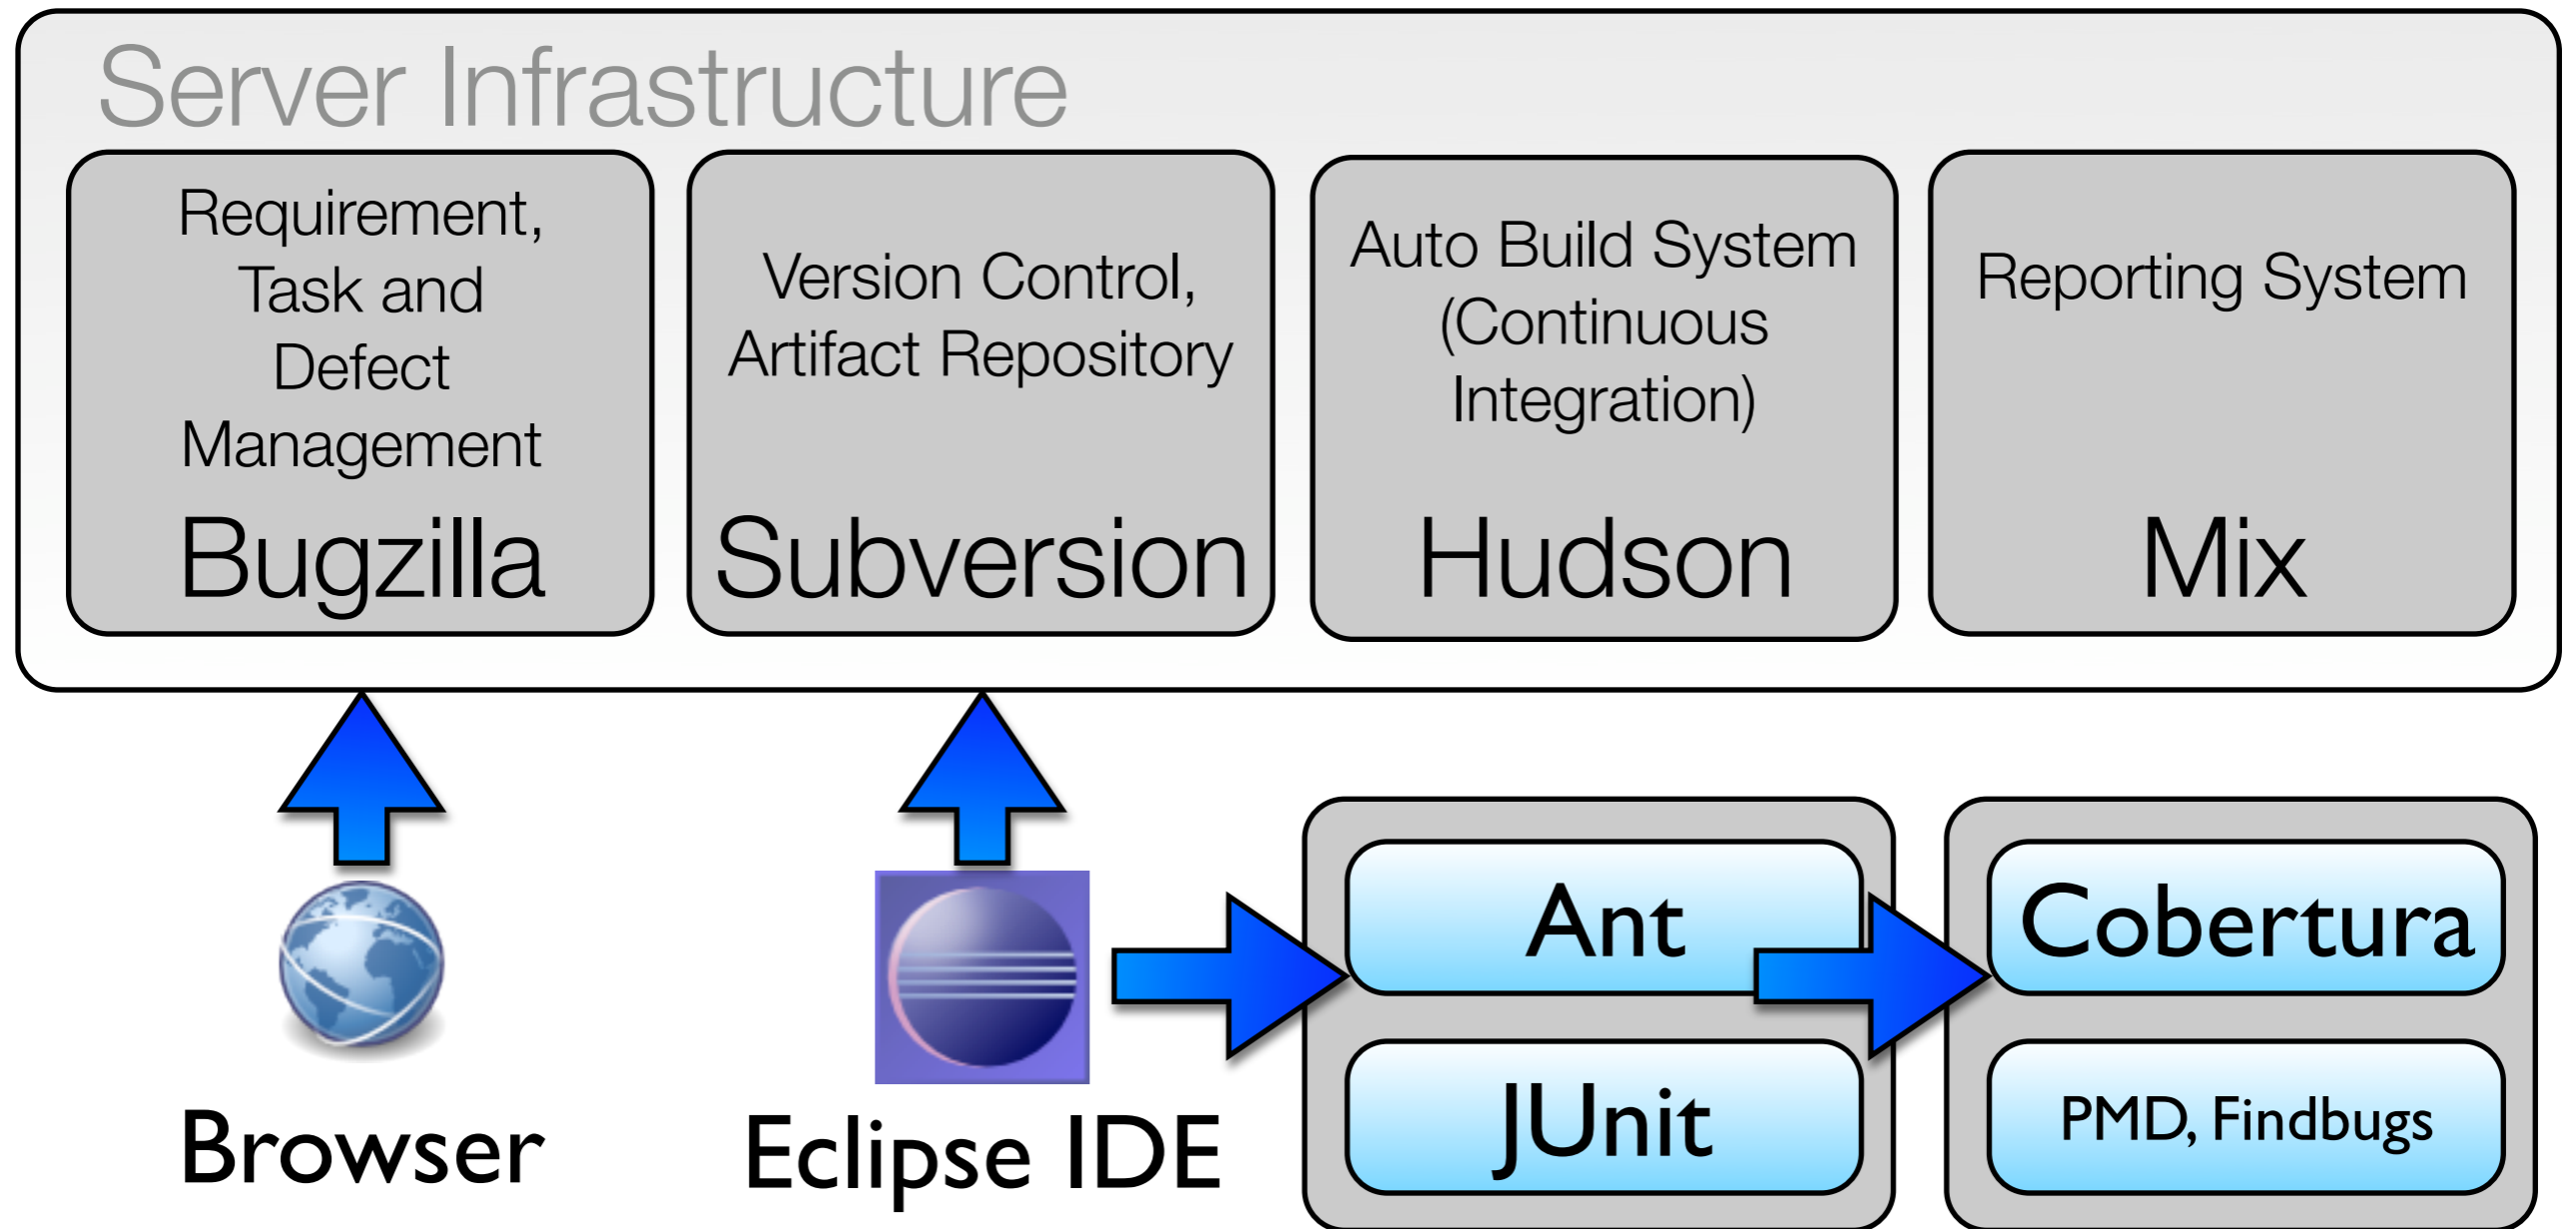 Server Infrastructure
Requirement,
Task and
Defect
Management
Bugzilla
Version Control,
Artifact Repository
Subversion
Auto Build System
(Continuous
Integration)
Hudson
Reporting System
Mix
Browser
Eclipse IDE
Ant
JUnit
Cobertura
PMD, Findbugs